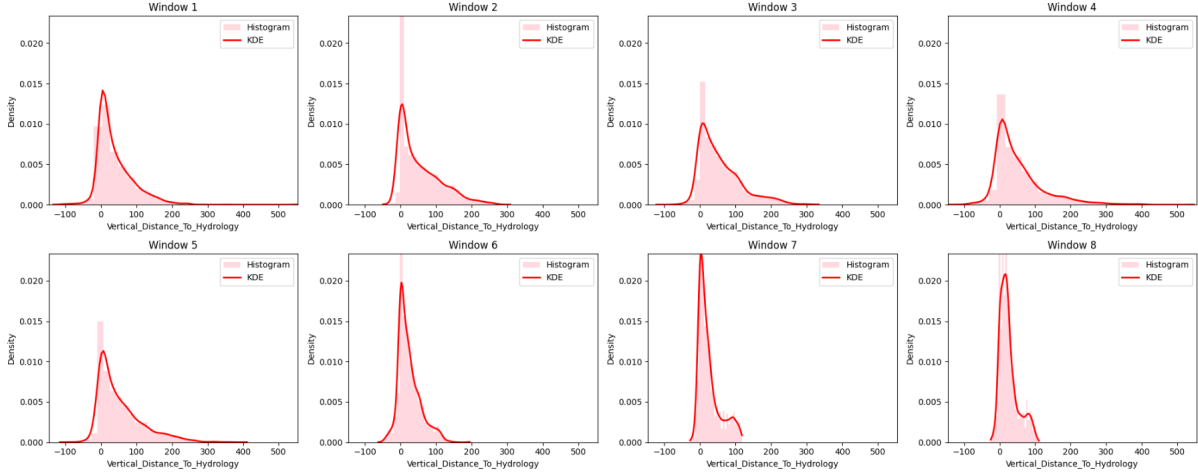 Window 1
Histogram
KDE
Density
0.020
0.015
0.010
0.005
0.000
−100 0 100 200 300 400 500
Vertical_Distance_To_Hydrology
Window 2
Histogram
KDE
Density
0.020
0.015
0.010
0.005
0.000
−100 0 100 200 300 400 500
Vertical_Distance_To_Hydrology
Window 3
Histogram
KDE
Density
0.020
0.015
0.010
0.005
0.000
−100 0 100 200 300 400 500
Vertical_Distance_To_Hydrology
Window 4
Histogram
KDE
Density
0.020
0.015
0.010
0.005
0.000
−100 0 100 200 300 400 500
Vertical_Distance_To_Hydrology
Window 5
Histogram
KDE
Density
0.020
0.015
0.010
0.005
0.000
−100 0 100 200 300 400 500
Vertical_Distance_To_Hydrology
Window 6
Histogram
KDE
Density
0.020
0.015
0.010
0.005
0.000
−100 0 100 200 300 400 500
Vertical_Distance_To_Hydrology
Window 7
Histogram
KDE
Density
0.020
0.015
0.010
0.005
0.000
−100 0 100 200 300 400 500
Vertical_Distance_To_Hydrology
Window 8
Histogram
KDE
Density
0.020
0.015
0.010
0.005
0.000
−100 0 100 200 300 400 500
Vertical_Distance_To_Hydrology